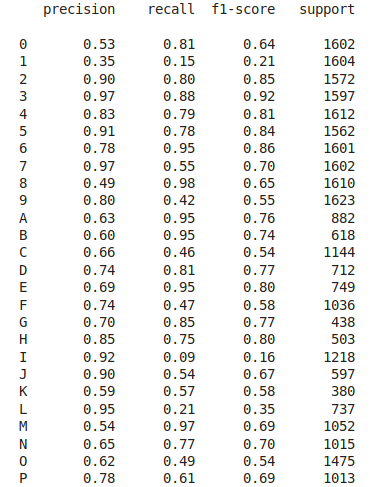 precision recall f1-score support
0 0.53 0.81 0.64 1602
1 0.35 0.15 0.21 1604
2 0.90 0.80 0.85 1572
3 0.97 0.88 0.92 1597
4 0.83 0.79 0.81 1612
5 0.91 0.78 0.84 1562
6 0.78 0.95 0.86 1601
7 0.97 0.55 0.70 1602
8 0.49 0.98 0.65 1610
9 0.80 0.42 0.55 1623
A 0.63 0.95 0.76 882
B 0.60 0.95 0.74 618
C 0.66 0.46 0.54 1144
D 0.74 0.81 0.77 712
E 0.69 0.95 0.80 749
F 0.74 0.47 0.58 1036
G 0.70 0.85 0.77 438
H 0.85 0.75 0.80 503
I 0.92 0.09 0.16 1218
J 0.90 0.54 0.67 597
K 0.59 0.57 0.58 380
L 0.95 0.21 0.35 737
M 0.54 0.97 0.69 1052
N 0.65 0.77 0.70 1015
O 0.62 0.49 0.54 1475
P 0.78 0.61 0.69 1013